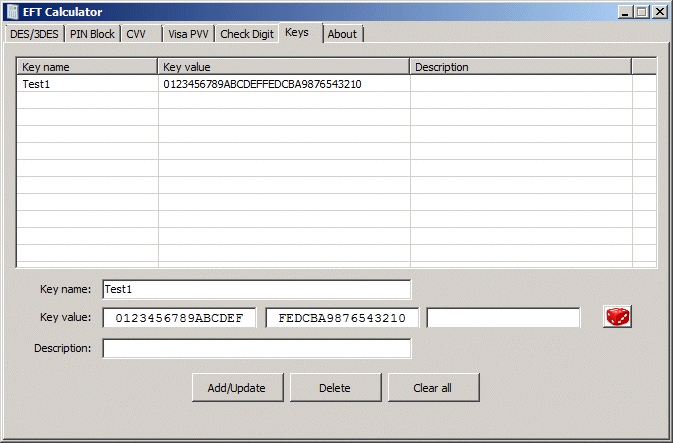 EFT Calculator
DES/3DES PIN Block CVV Visa PVV Check Digit Keys About
Key name Key value Description
Test1 0123456789ABCDEFFEDCBA9876543210
Key name: Test1
Key value: 0123456789ABCDEF FEDCBA9876543210
Description:
Add/Update Delete Clear all